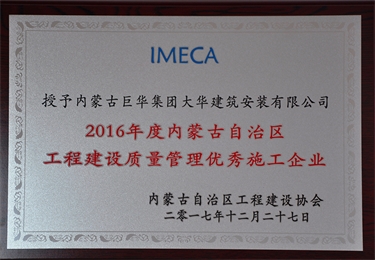 IMECA
授予内蒙古巨华集团大华建筑安装有限公司
2016年度内蒙古自治区
工程建设质量管理优秀施工企业
内蒙古自治区工程建设协会
二〇一七年十二月二十七日